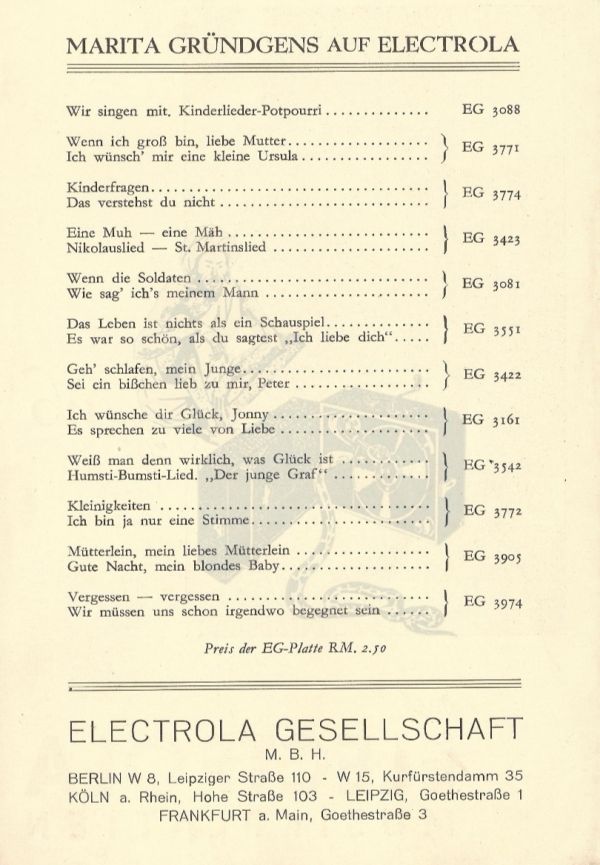 MARITA GRÜNDGENS AUF ELECTROLA
Wir singen mit. Kinderlieder-Potpourri .............. EG 3088
Wenn ich groß bin, liebe Mutter....................
Ich wünsch' mir eine kleine Ursula.................. } EG 3771
Kinderfragen.......................................
Das verstehst du nicht ............................. } EG 3774
Eine Muh — eine Mäh ............................
Nikolauslied — St. Martinslied ..................... } EG 3423
Wenn die Soldaten ................................
Wie sag' ich's meinem Mann ....................... } EG 3081
Das Leben ist nichts als ein Schauspiel...............
Es war so schön, als du sagtest „Ich liebe dich“..... } EG 3551
Geh' schlafen, mein Junge..........................
Sei ein bißchen lieb zu mir, Peter .................. } EG 3422
Ich wünsche dir Glück, Jonny ......................
Es sprechen zu viele von Liebe ..................... } EG 3161
Weiß man denn wirklich, was Glück ist ............
Humsti-Bumsti-Lied. „Der junge Graf“ ............. } EG 3542
Kleinigkeiten .....................................
Ich bin ja nur eine Stimme......................... } EG 3772
Mütterlein, mein liebes Mütterlein ..................
Gute Nacht, mein blondes Baby..................... } EG 3905
Vergessen — vergessen ............................
Wir müssen uns schon irgendwo begegnet sein ...... } EG 3974
Preis der EG-Platte RM. 2.50
ELECTROLA GESELLSCHAFT
M. B. H.
BERLIN W 8, Leipziger Straße 110 - W 15, Kurfürstendamm 35
KÖLN a. Rhein, Hohe Straße 103 - LEIPZIG, Goethestraße 1
FRANKFURT a. Main, Goethestraße 3